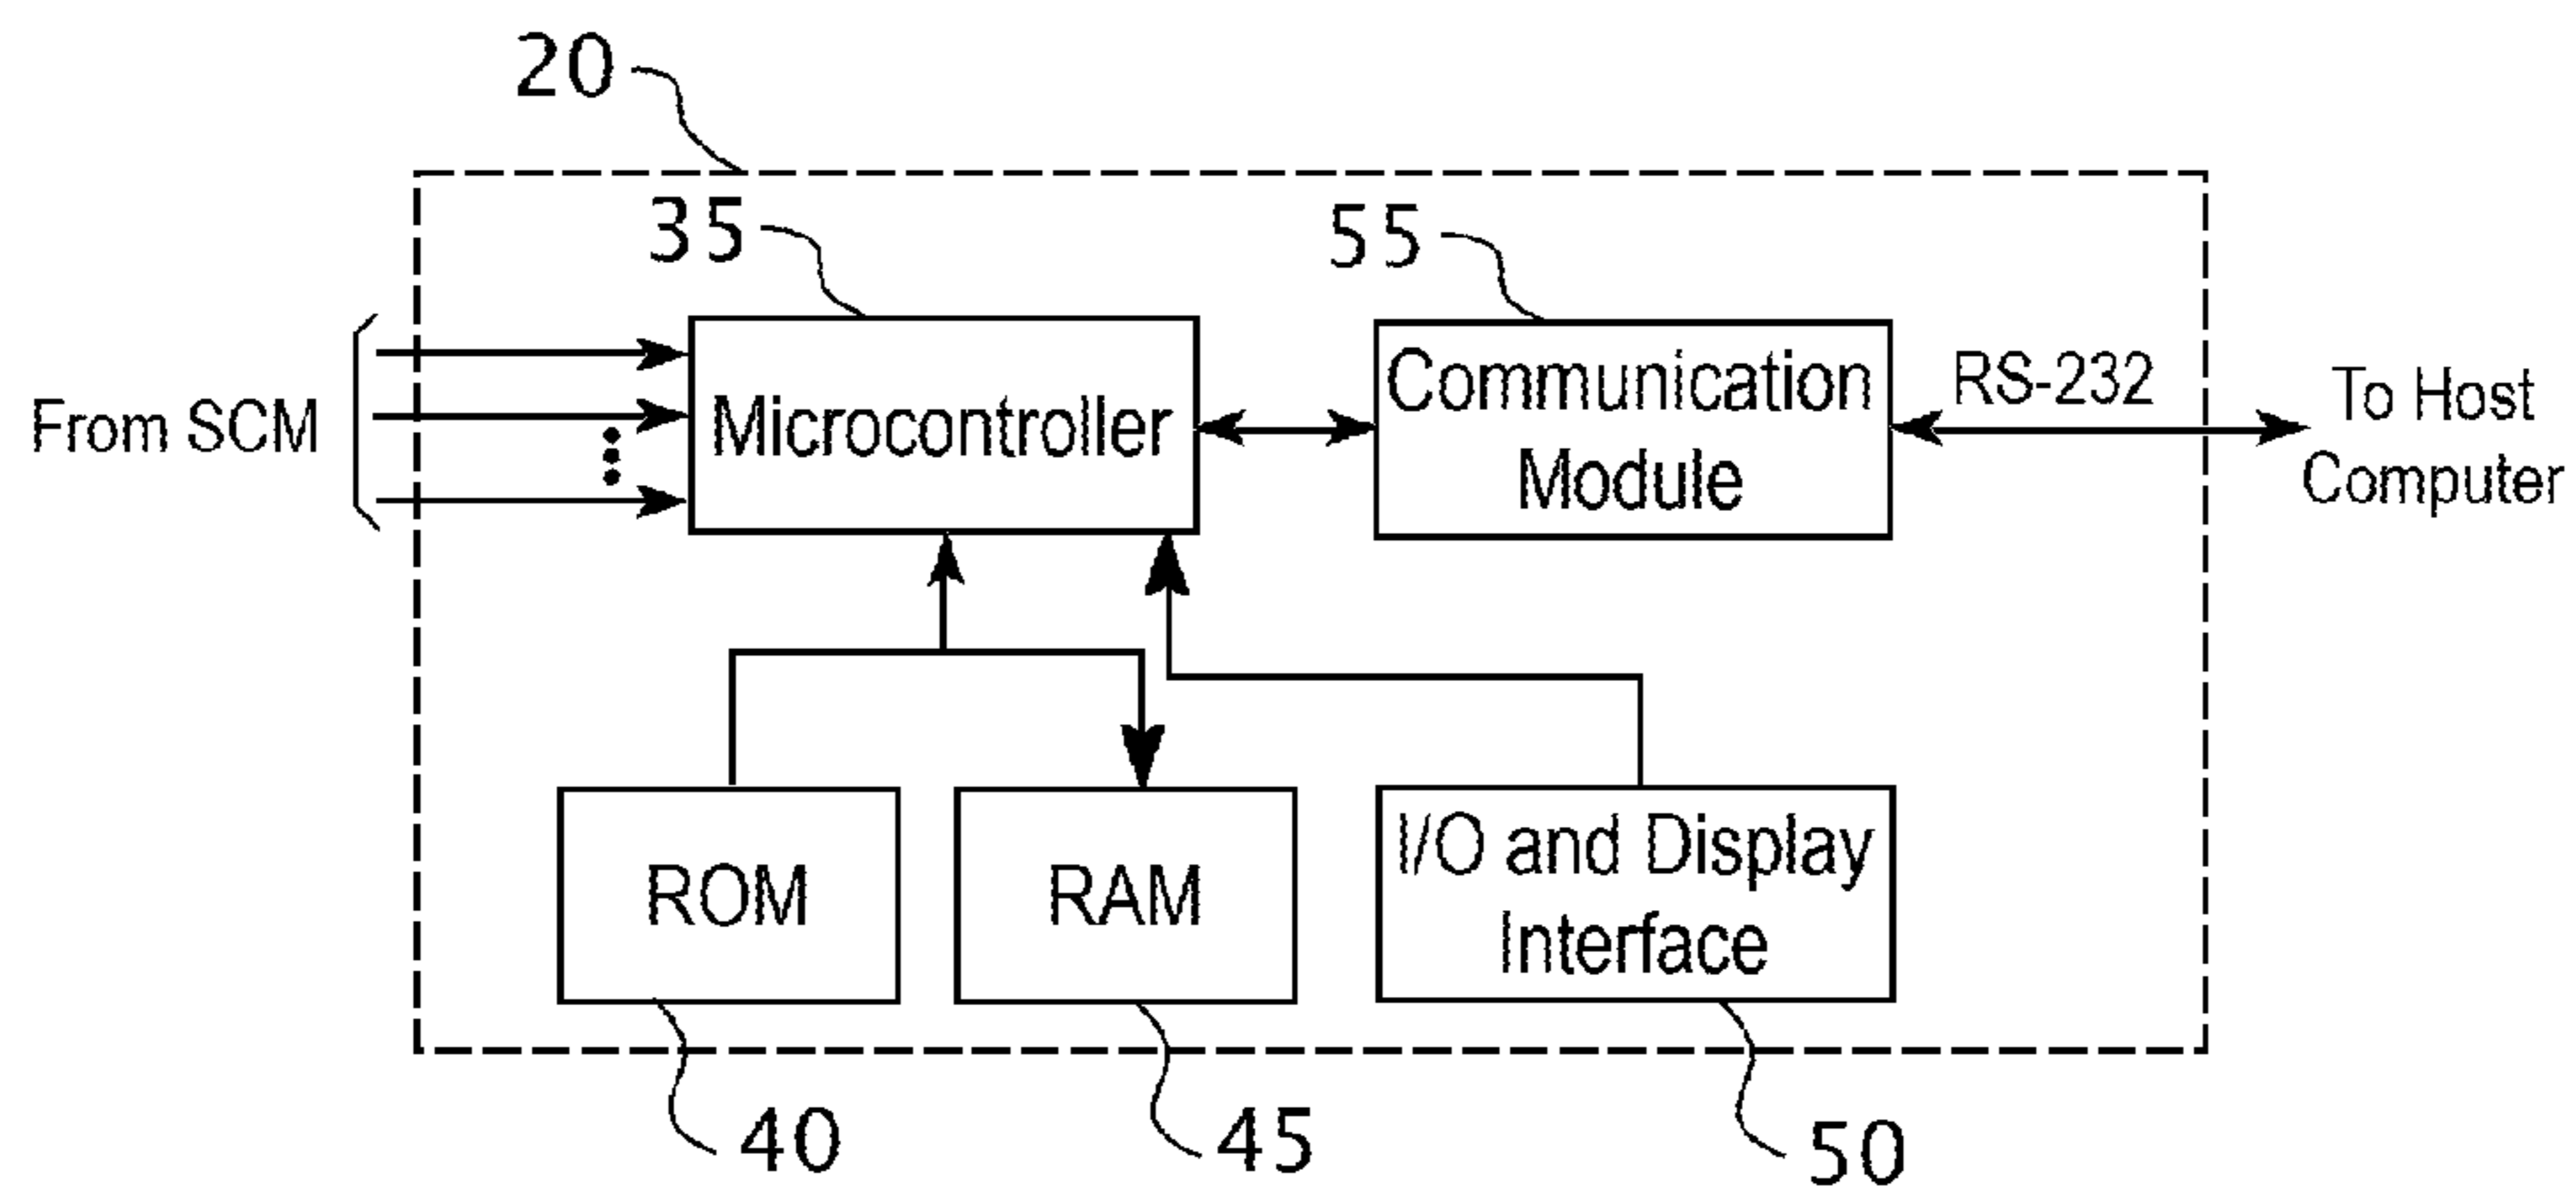 20
35
55
From SCM
Microcontroller
Communication
Module
RS-232
To Host
Computer
ROM
RAM
I/O and Display
Interface
40
45
50